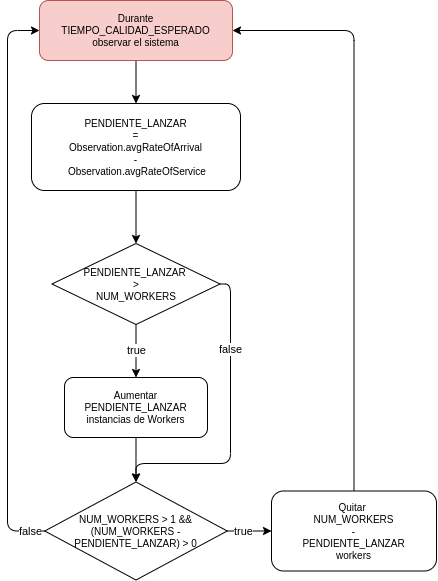 Durante
TIEMPO_CALIDAD_ESPERADO
observar el sistema
PENDIENTE_LANZAR
=
Observation.avgRateOfArrival
-
Observation.avgRateOfService
PENDIENTE_LANZAR
>
NUM_WORKERS
true
false
Aumentar
PENDIENTE_LANZAR
instancias de Workers
NUM_WORKERS > 1 &&
(NUM_WORKERS -
PENDIENTE_LANZAR) > 0
false
true
Quitar
NUM_WORKERS
-
PENDIENTE_LANZAR
workers